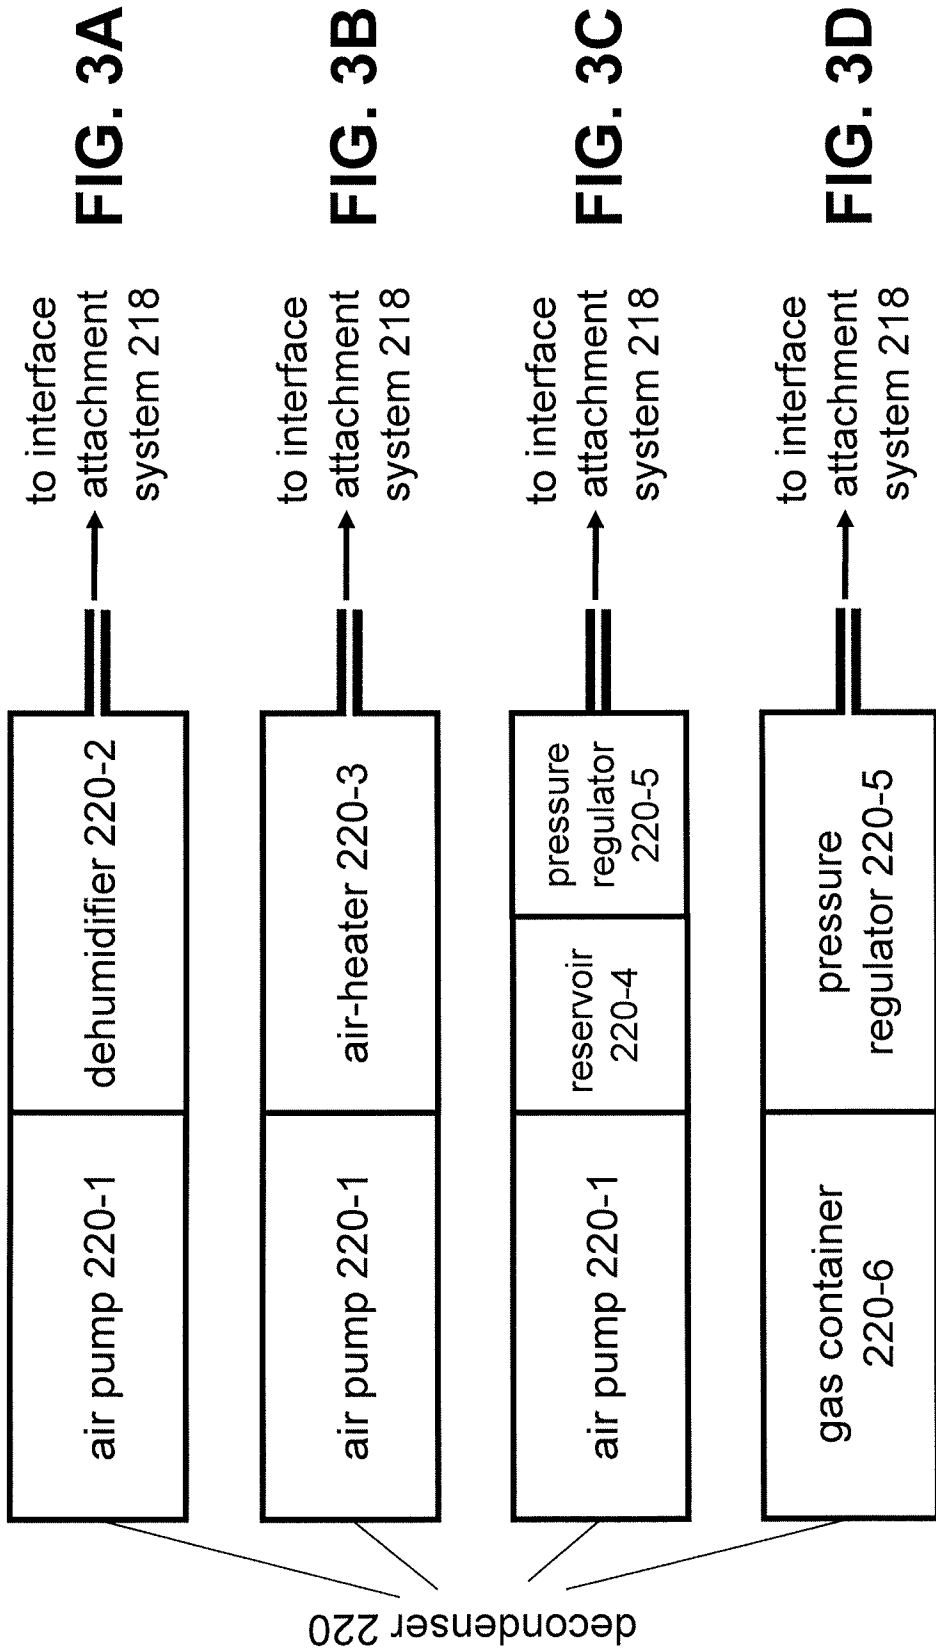 decondenser 220
air pump 220-1
dehumidifier 220-2
to interface
attachment
system 218
FIG. 3A
air pump 220-1
air-heater 220-3
to interface
attachment
system 218
FIG. 3B
air pump 220-1
reservoir
220-4
pressure
regulator
220-5
to interface
attachment
system 218
FIG. 3C
gas container
220-6
pressure
regulator 220-5
to interface
attachment
system 218
FIG. 3D